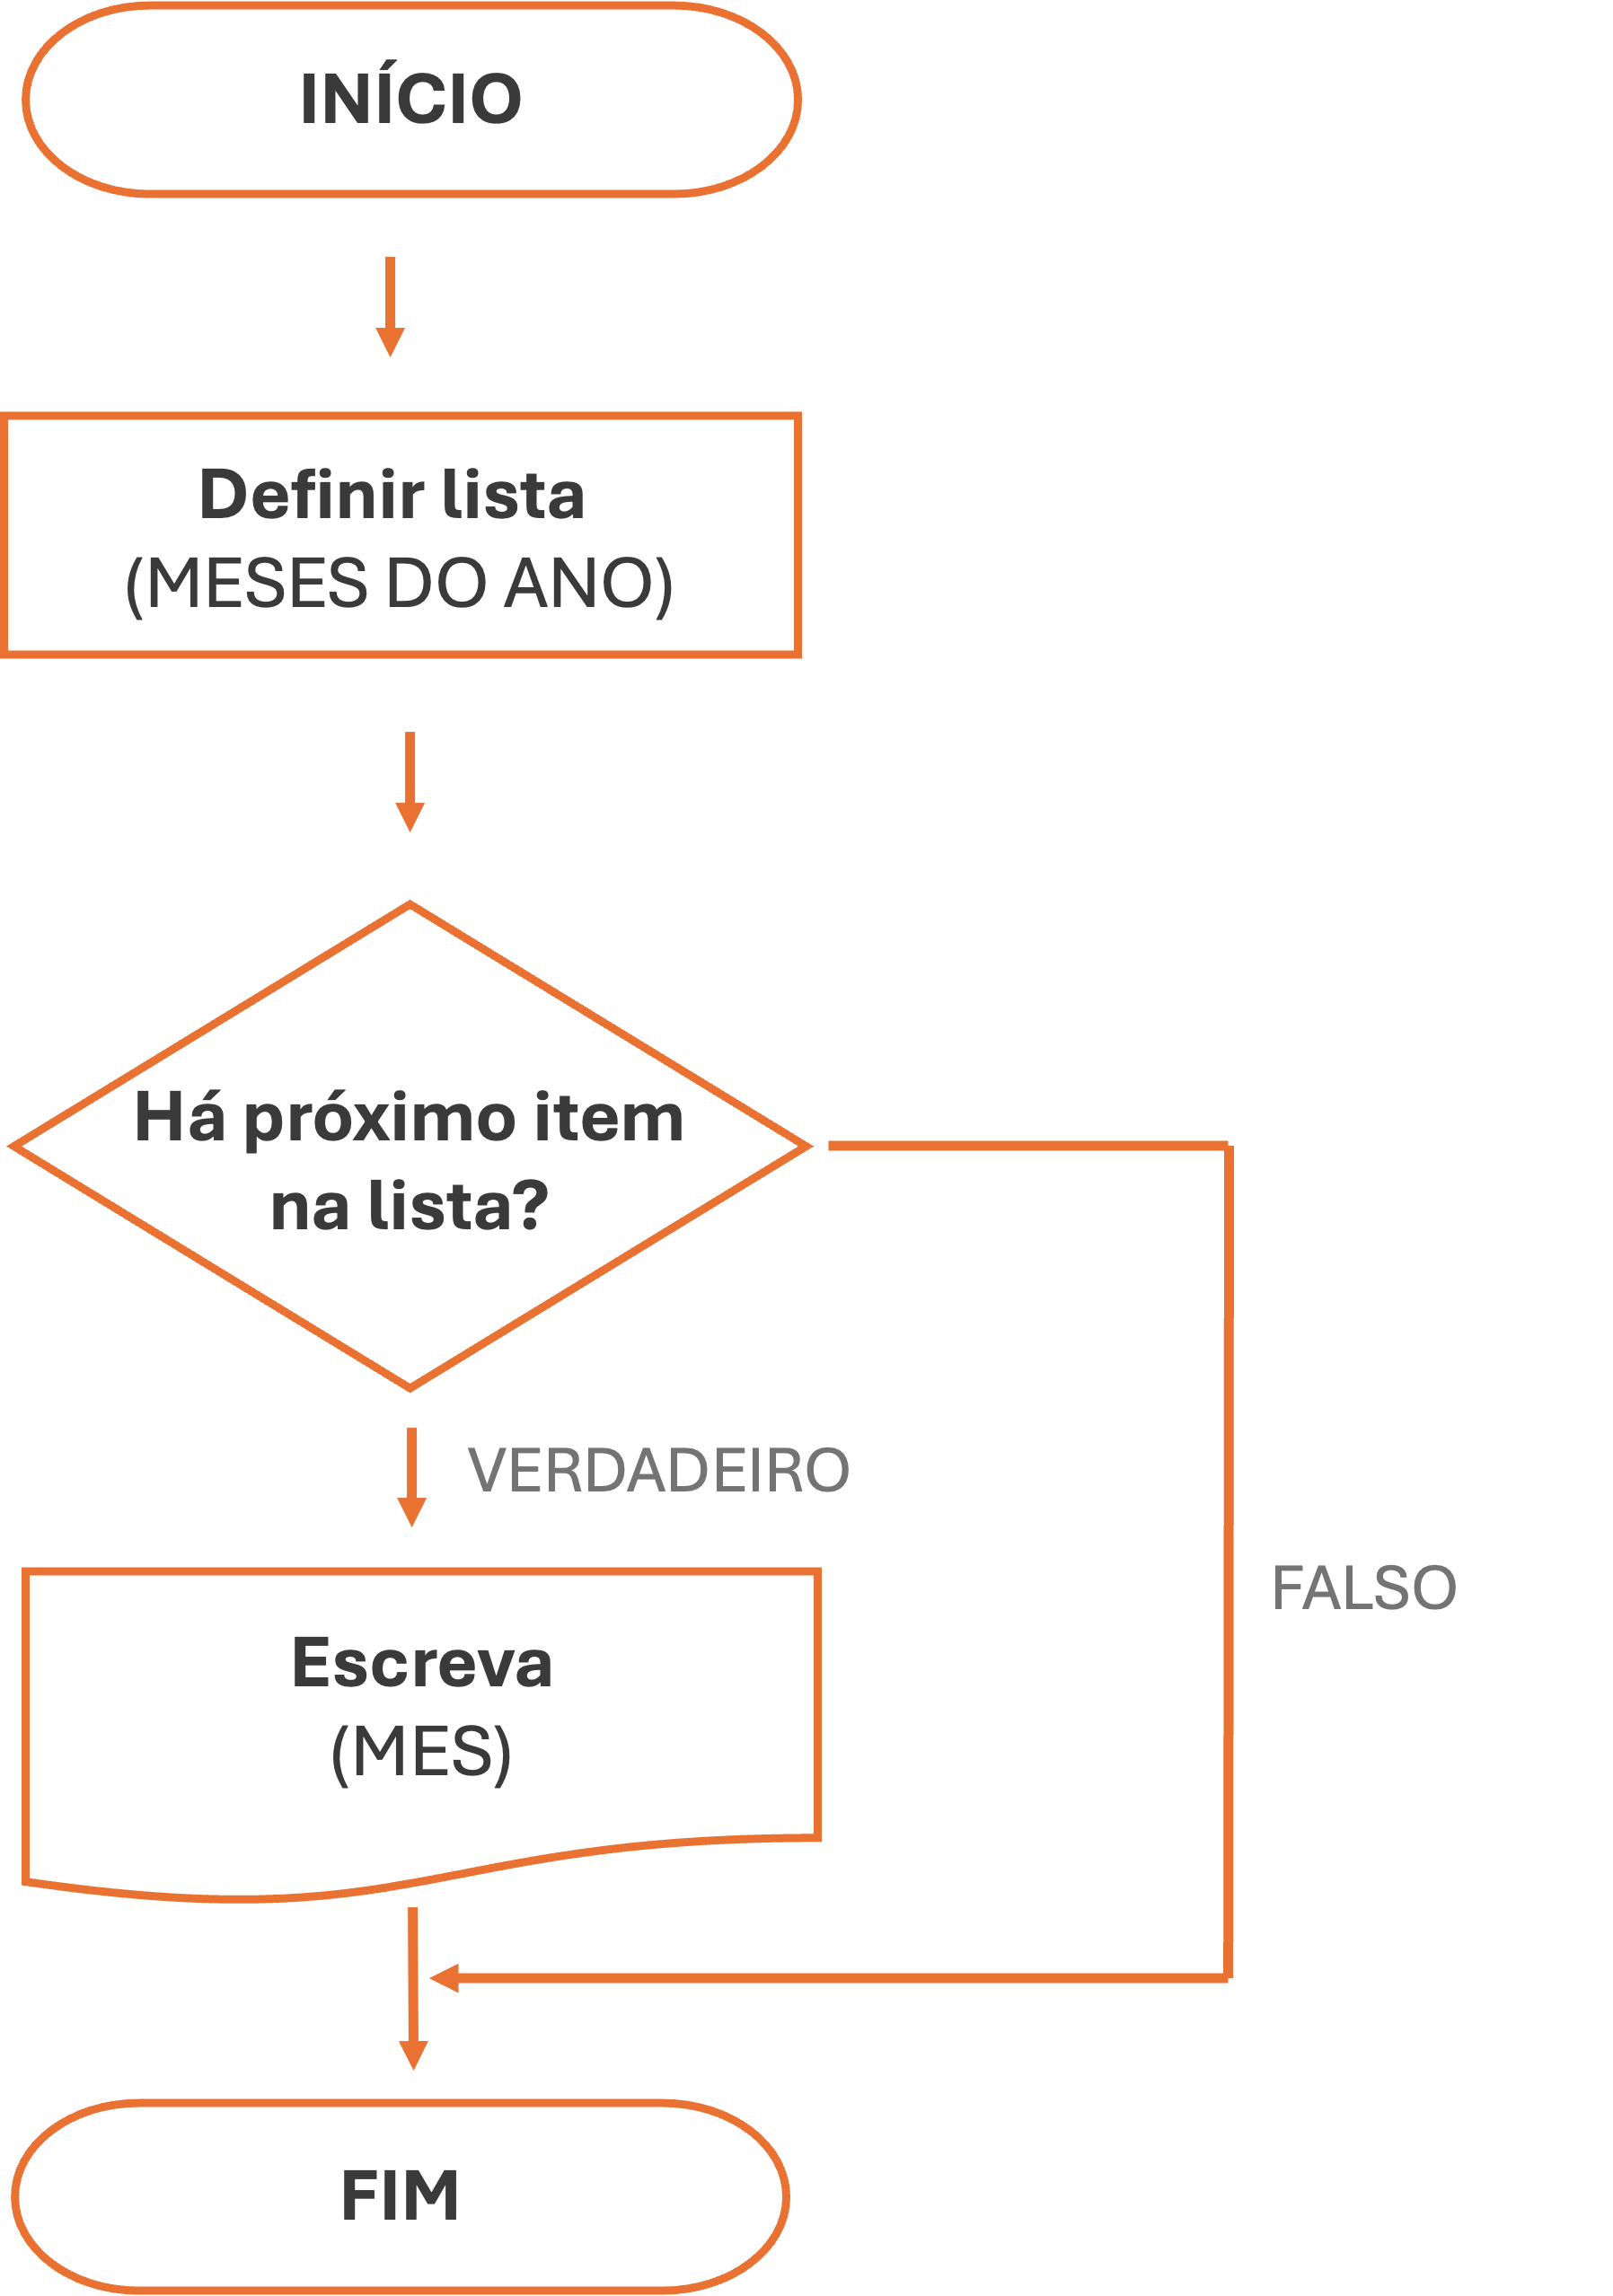 INÍCIO
Definir lista
(MESES DO ANO)
Há próximo item
na lista?
VERDADEIRO
FALSO
Escreva
(MES)
FIM